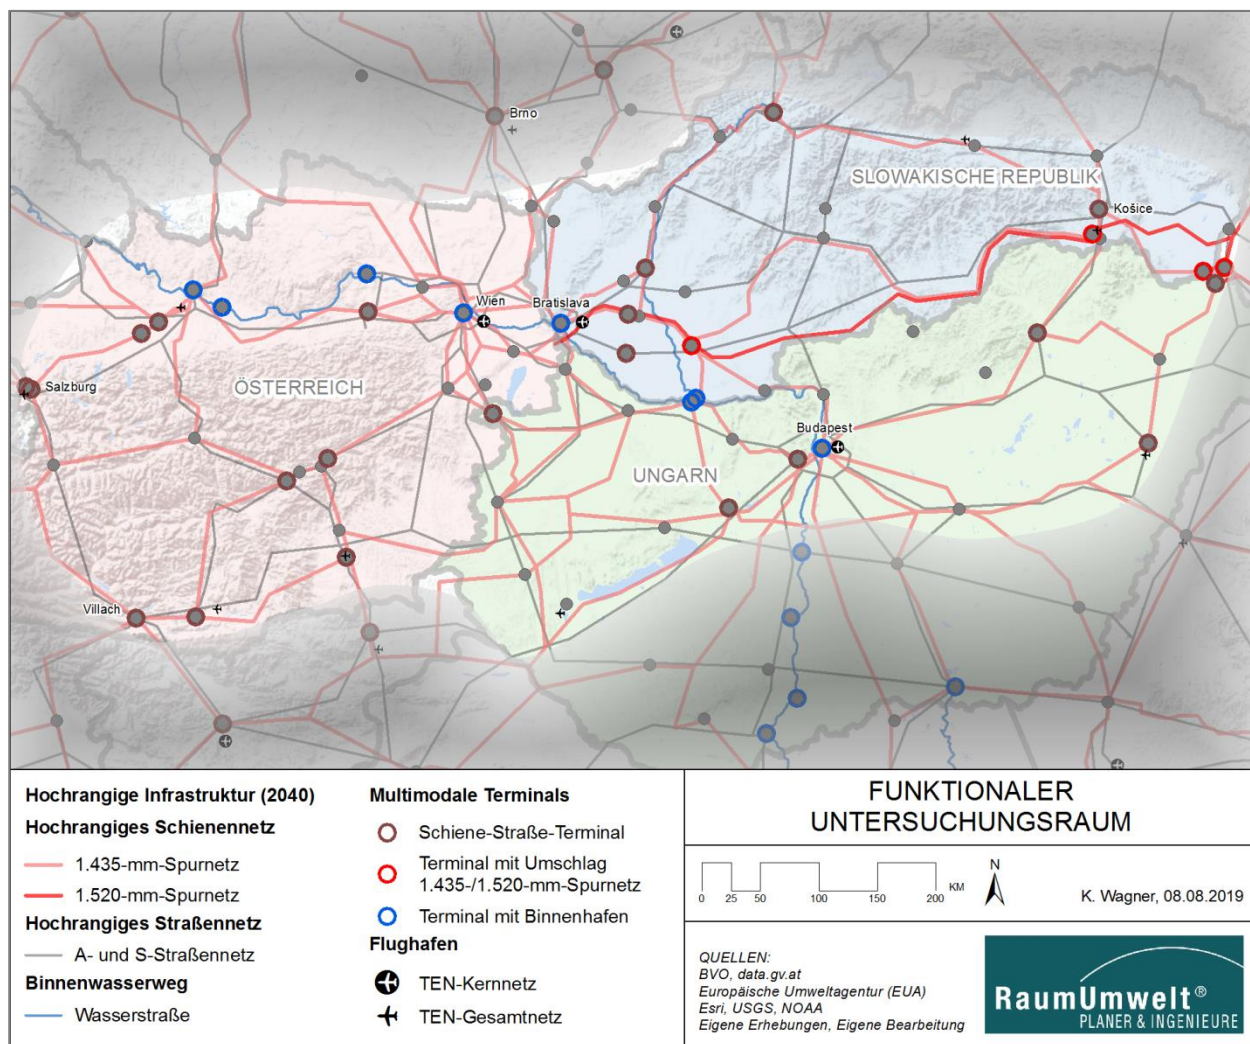 Brno
SLOWAKISCHE REPUBLIK
Košice
Wien
Bratislava
Salzburg
ÖSTERREICH
Budapest
UNGARN
Villach
Hochrangige Infrastruktur (2040)
Hochrangiges Schienennetz
1.435-mm-Spurnetz
1.520-mm-Spurnetz
Hochrangiges Straßennetz
A- und S-Straßennetz
Binnenwasserweg
Wasserstraße
Multimodale Terminals
Schiene-Straße-Terminal
Terminal mit Umschlag
1.435-/1.520-mm-Spurnetz
Terminal mit Binnenhafen
Flughafen
TEN-Kernnetz
TEN-Gesamtnetz
FUNKTIONALER
UNTERSUCHUNGSRAUM
0 25 50 100 150 200 KM
N
K. Wagner, 08.08.2019
QUELLEN:
BVO, data.gv.at
Europäische Umweltagentur (EUA)
Esri, USGS, NOAA
Eigene Erhebungen, Eigene Bearbeitung
RaumUmwelt®
PLANER & INGENIEURE